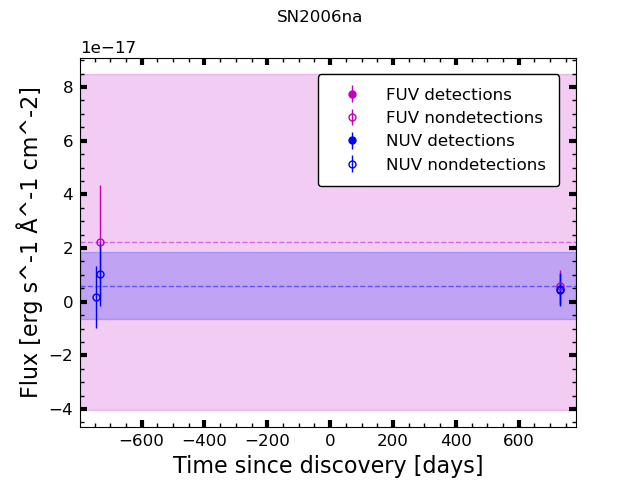 SN2006na
1e−17
FUV detections
FUV nondetections
NUV detections
NUV nondetections
8
6
4
2
0
−2
−4
Flux [erg s^-1 Å^-1 cm^-2]
−600 −400 −200 0 200 400 600
Time since discovery [days]